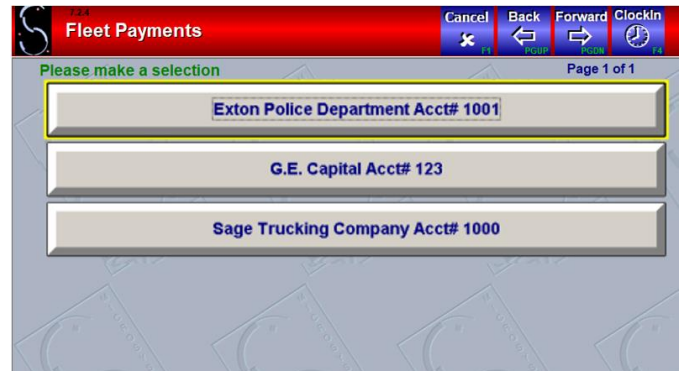 7.2.4
Fleet Payments
Cancel
F1
Back
PGUP
Forward
PGDN
ClockIn
F4
Please make a selection
Page 1 of 1
Exton Police Department Acct# 1001
G.E. Capital Acct# 123
Sage Trucking Company Acct# 1000